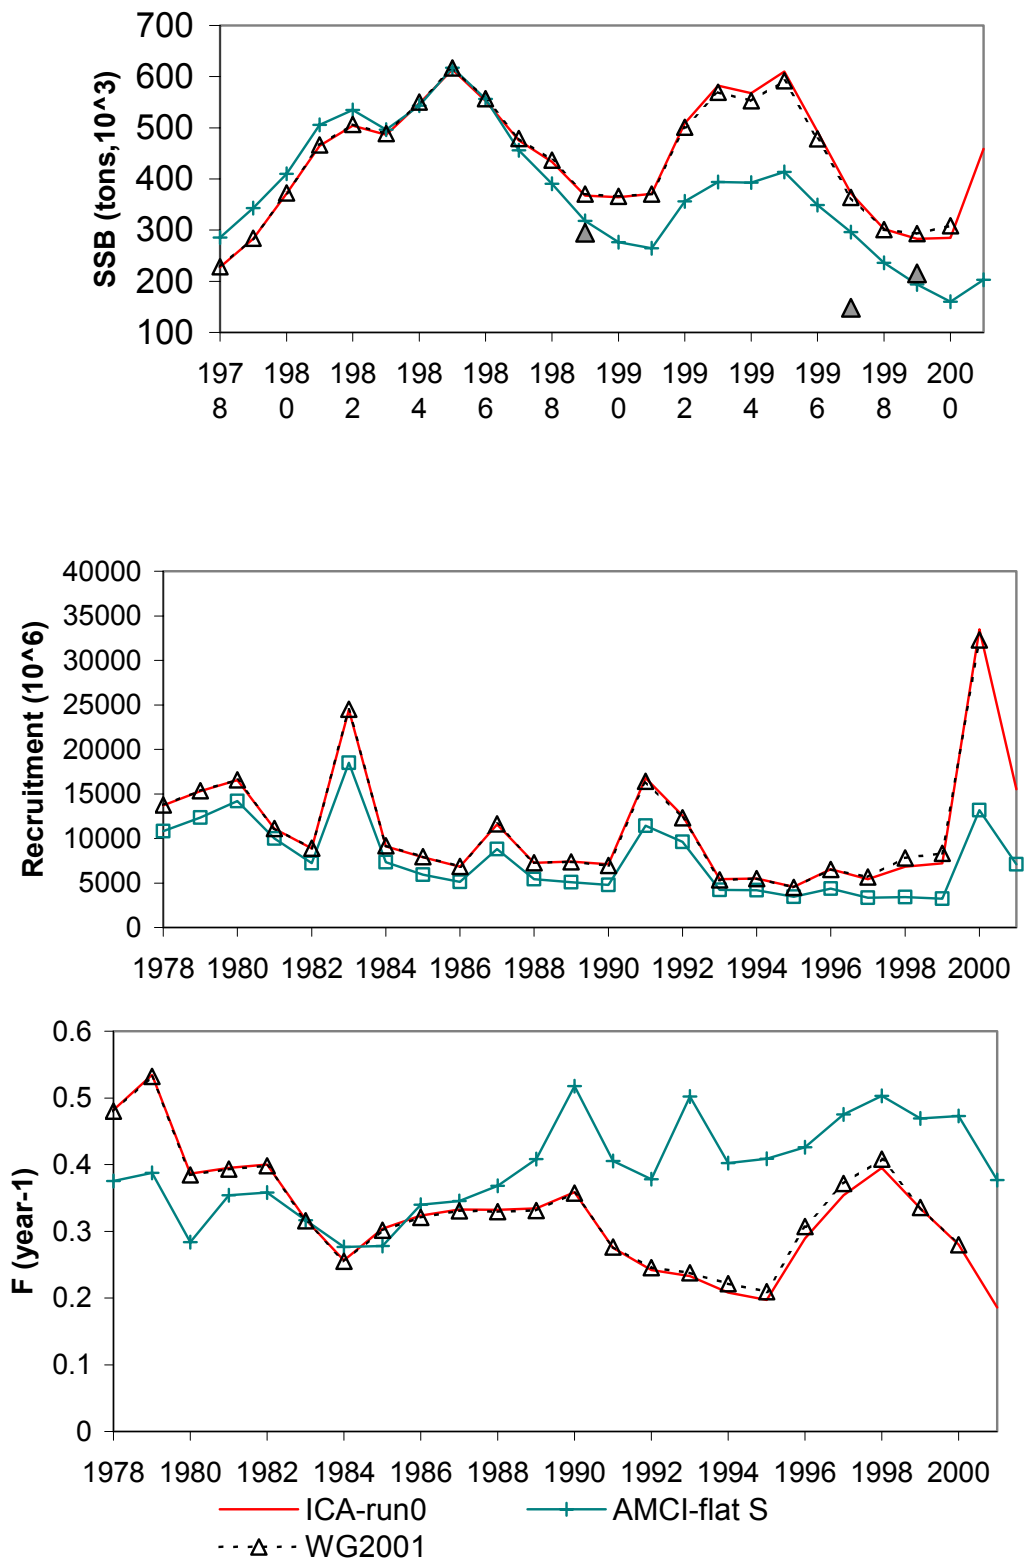 700
600
500
400
300
200
100
SSB (tons,10^3)
197 198 198 198 198 198 199 199 199 199 199 200
8 0 2 4 6 8 0 2 4 6 8 0
40000
35000
30000
25000
20000
15000
10000
5000
0
Recruitment (10^6)
1978 1980 1982 1984 1986 1988 1990 1992 1994 1996 1998 2000
0.6
0.5
0.4
0.3
0.2
0.1
0
F (year-1)
1978 1980 1982 1984 1986 1988 1990 1992 1994 1996 1998 2000
ICA-run0 AMCI-flat S
WG2001